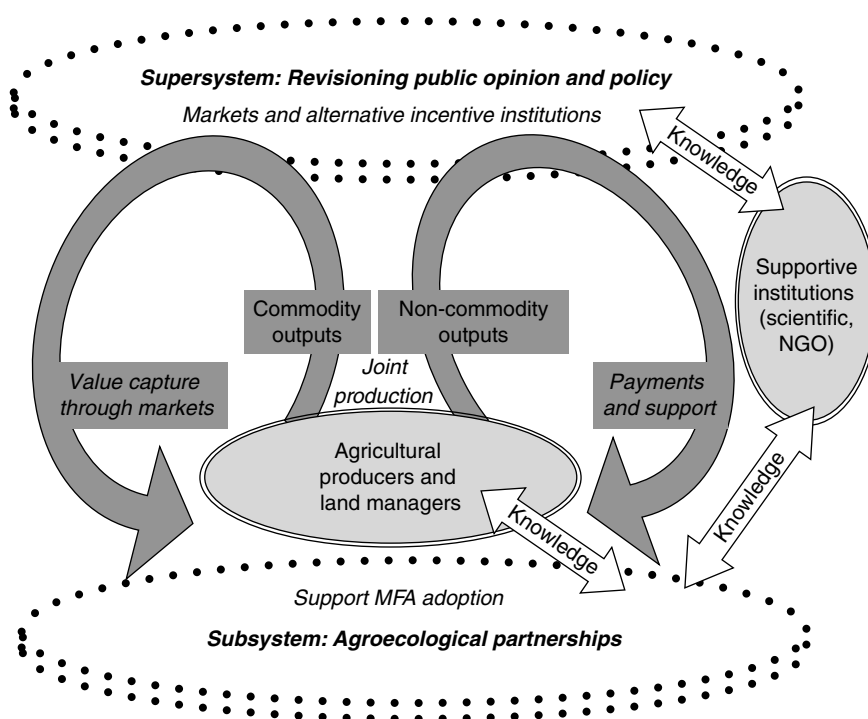 Supersystem: Revisioning public opinion and policy
Markets and alternative incentive institutions
Knowledge
Supportive
institutions
(scientific,
NGO)
Commodity
outputs
Non-commodity
outputs
Joint
production
Value capture
through markets
Payments
and support
Agricultural
producers and
land managers
Knowledge
Knowledge
Support MFA adoption
Subsystem: Agroecological partnerships